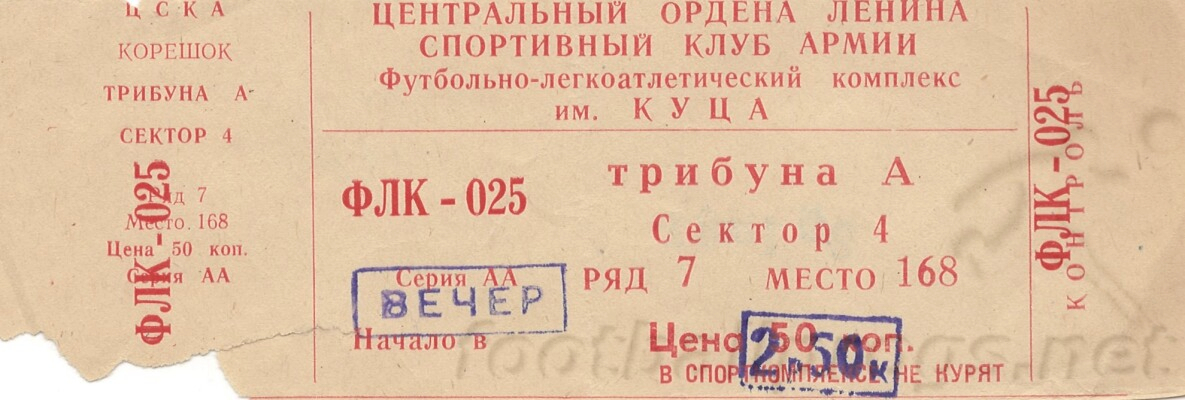 ЦСКА
КОРЕШОК
ТРИБУНА А
СЕКТОР 4
Ряд 7
Место. 168
Цена 50 коп.
Серия АА
ФЛК-025
ЦЕНТРАЛЬНЫЙ ОРДЕНА ЛЕНИНА
СПОРТИВНЫЙ КЛУБ АРМИИ
Футбольно-легкоатлетический комплекс
им. КУЦА
ФЛК-025
трибуна А
Сектор 4
Серия АА
РЯД 7 МЕСТО 168
ВЕЧЕР
Начало в
Цена 50 коп.
2 р. 50 к
В СПОРТКОМПЛЕКСЕ НЕ КУРЯТ
ФЛК-025
КОНТРОЛЬ